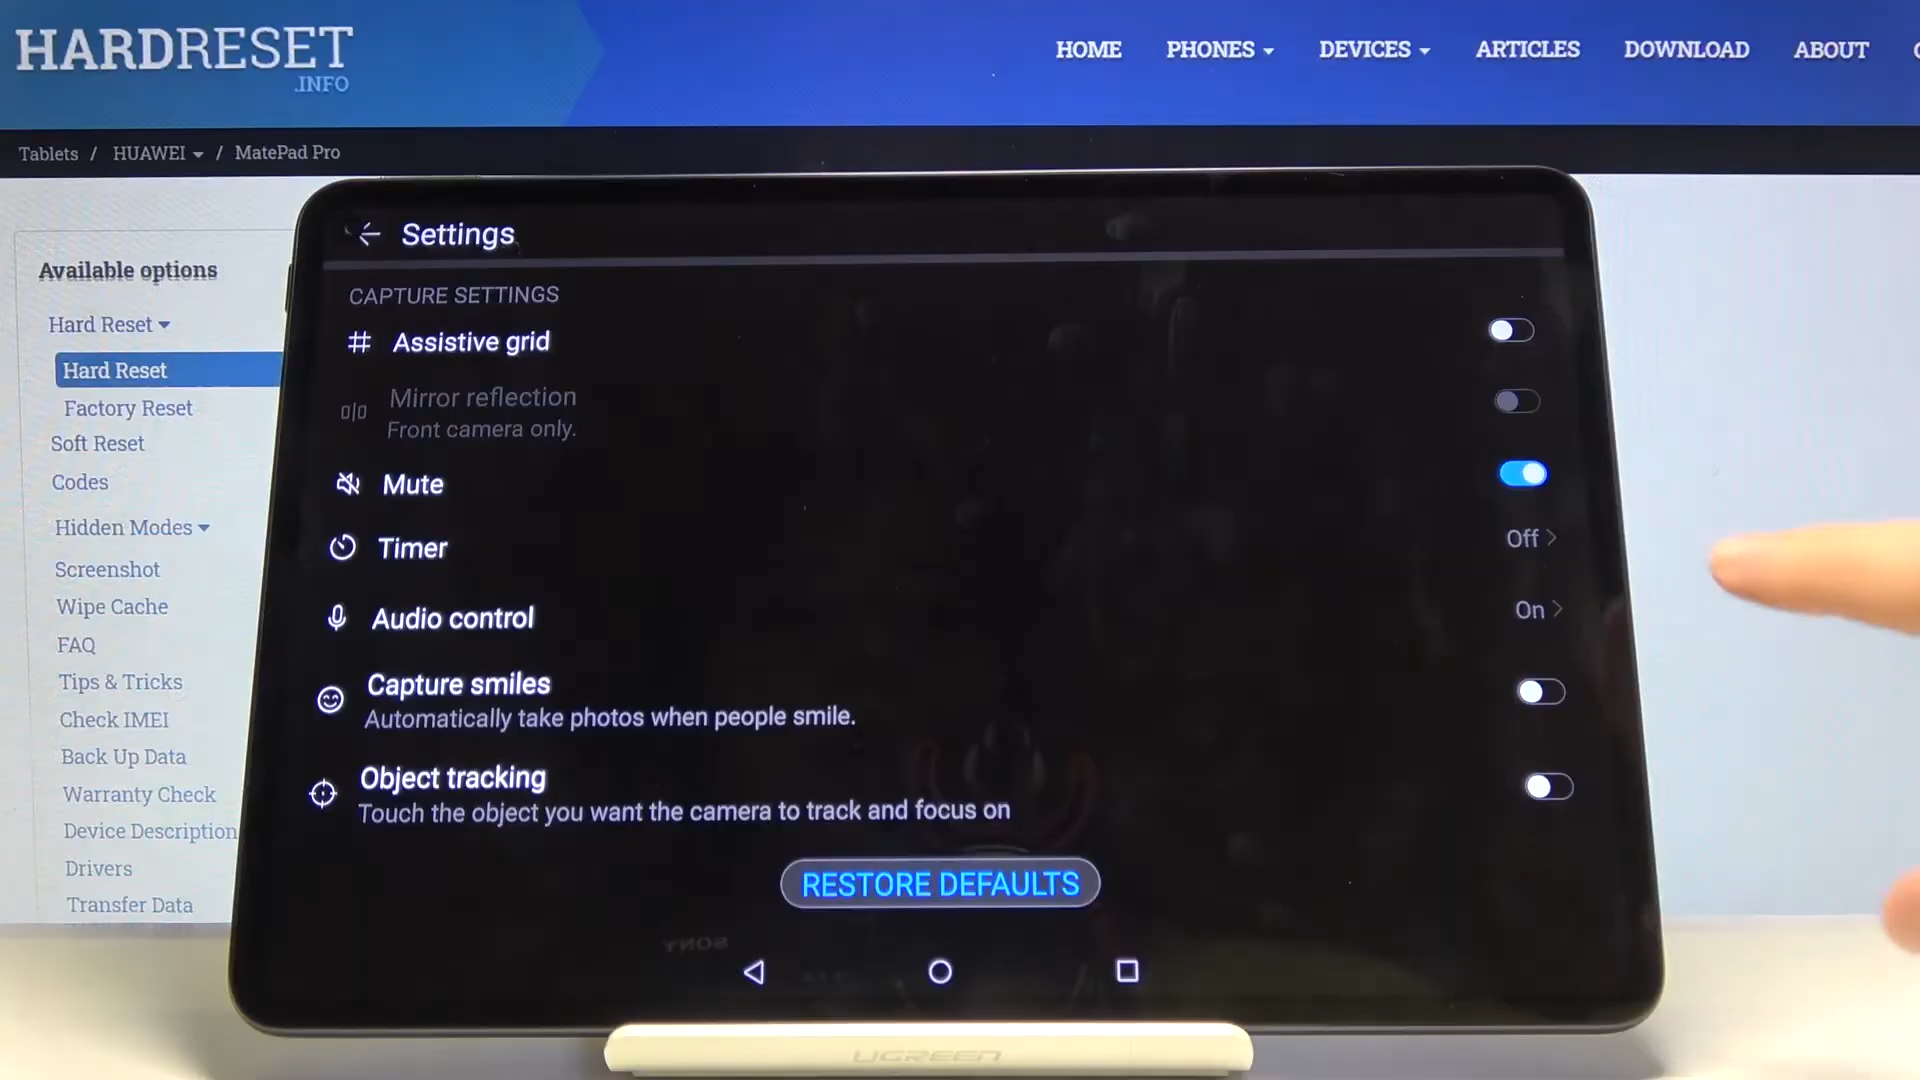 HARDRESET
.INFO
HOME PHONES DEVICES ARTICLES DOWNLOAD ABOUT
Tablets / HUAWEI / MatePad Pro
Available options
Hard Reset
Hard Reset
Factory Reset
Soft Reset
Codes
Hidden Modes
Screenshot
Wipe Cache
FAQ
Tips & Tricks
Check IMEI
Back Up Data
Warranty Check
Device Description
Drivers
Transfer Data
Settings
CAPTURE SETTINGS
Assistive grid
Mirror reflection
Front camera only.
Mute
Timer Off
Audio control On
Capture smiles
Automatically take photos when people smile.
Object tracking
Touch the object you want the camera to track and focus on
RESTORE DEFAULTS
SONY
UGREEN